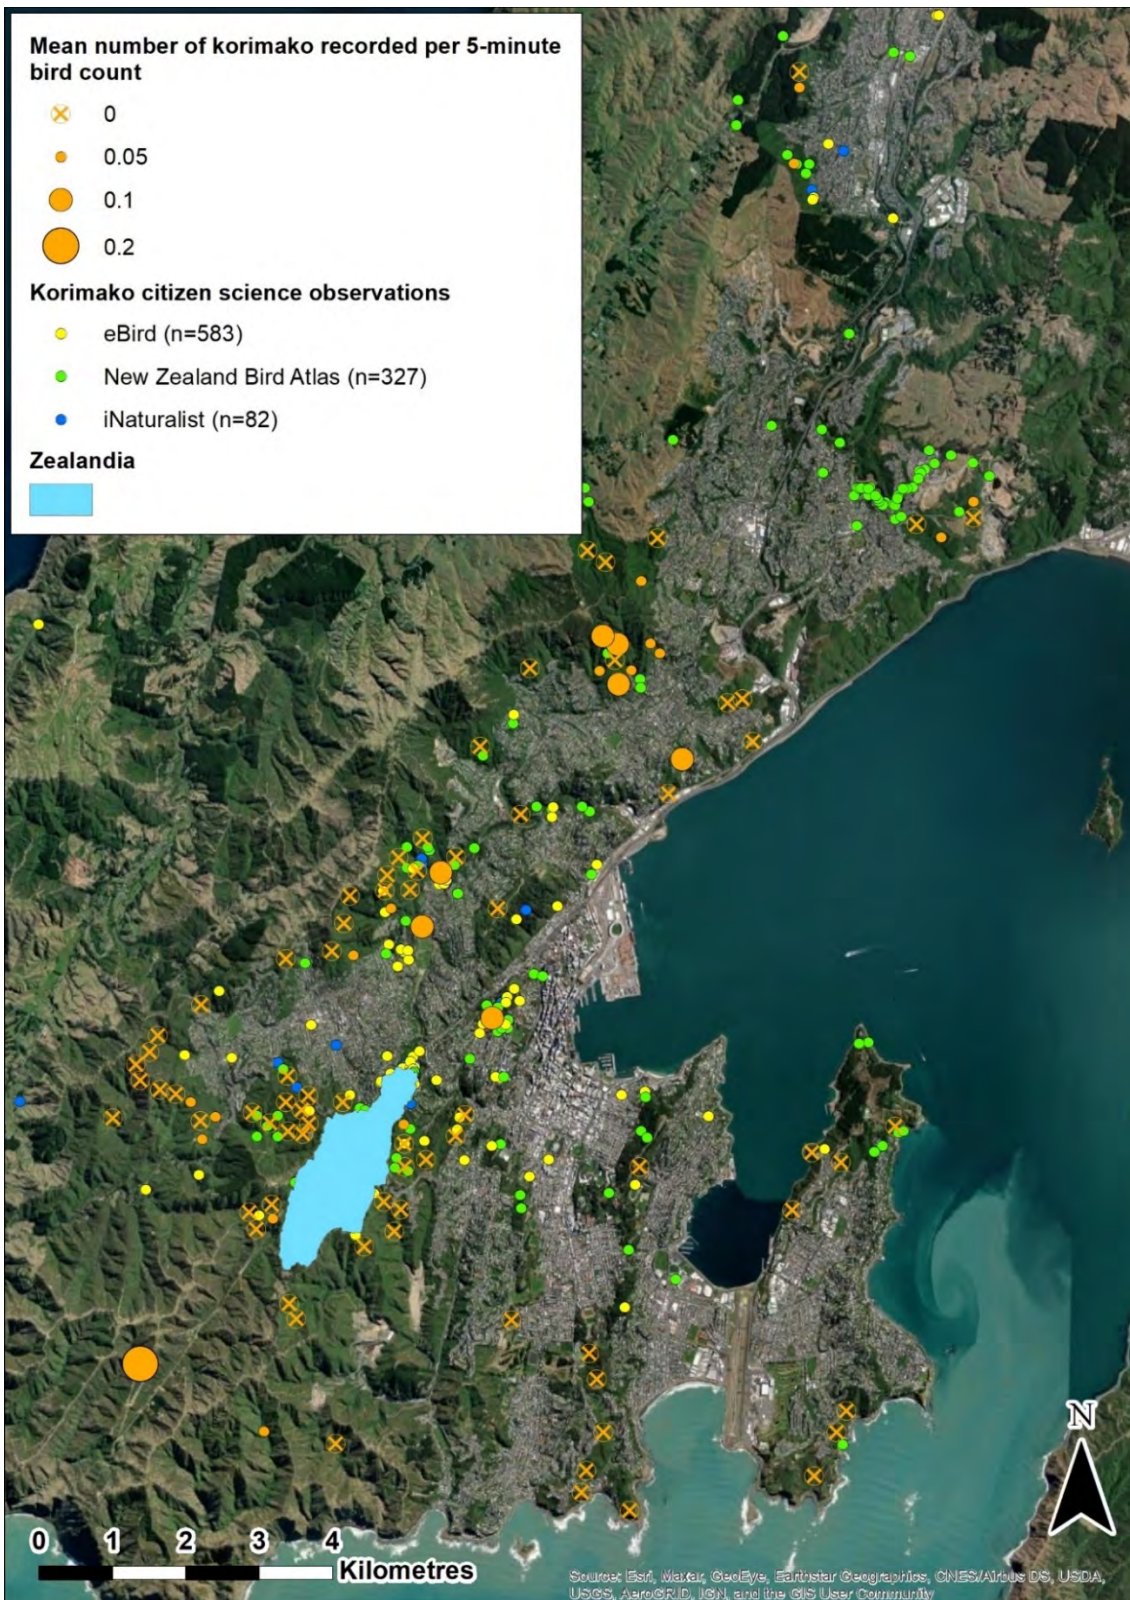 Mean number of korimako recorded per 5-minute
bird count
0
0.05
0.1
0.2
Korimako citizen science observations
eBird (n=583)
New Zealand Bird Atlas (n=327)
iNaturalist (n=82)
Zealandia
N
0 1 2 3 4
Kilometres
Source: Esri, Maxar, GeoEye, Earthstar Geographics, CNES/Airbus DS, USDA,
USGS, AeroGRID, IGN, and the GIS User Community